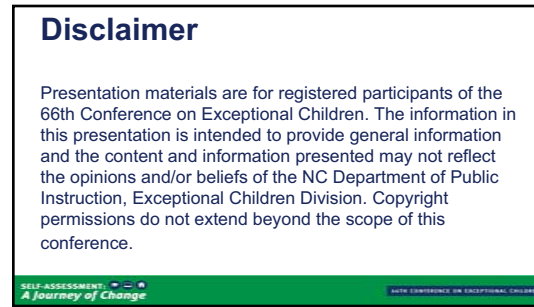 Disclaimer
Presentation materials are for registered participants of the
66th Conference on Exceptional Children. The information in
this presentation is intended to provide general information
and the content and information presented may not reflect
the opinions and/or beliefs of the NC Department of Public
Instruction, Exceptional Children Division. Copyright
permissions do not extend beyond the scope of this
conference.
SELF-ASSESSMENT:
A Journey of Change
66TH CONFERENCE ON EXCEPTIONAL CHILDREN